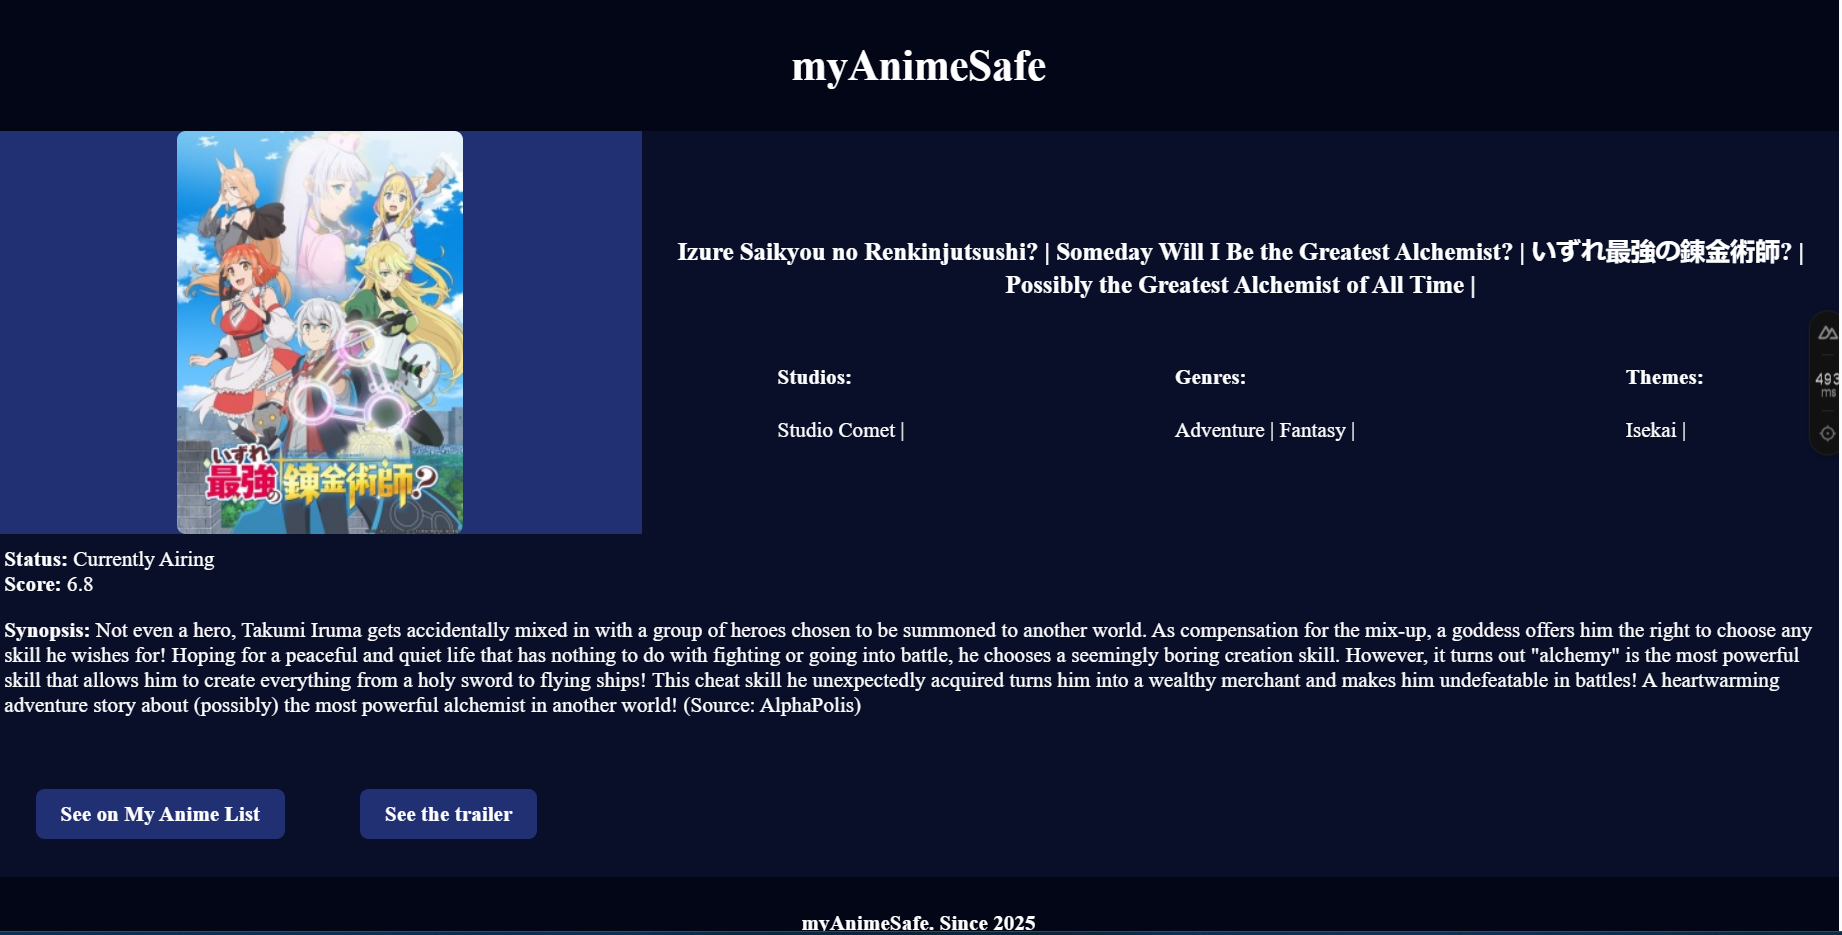 myAnimeSafe
いずれ
最強の錬金術師?
Izure Saikyou no Renkinjutsushi? | Someday Will I Be the Greatest Alchemist? | いずれ最強の錬金術師? |
Possibly the Greatest Alchemist of All Time |
Studios:
Genres:
Themes:
Studio Comet |
Adventure | Fantasy |
Isekai |
493
ms
Status: Currently Airing
Score: 6.8
Synopsis: Not even a hero, Takumi Iruma gets accidentally mixed in with a group of heroes chosen to be summoned to another world. As compensation for the mix-up, a goddess offers him the right to choose any
skill he wishes for! Hoping for a peaceful and quiet life that has nothing to do with fighting or going into battle, he chooses a seemingly boring creation skill. However, it turns out "alchemy" is the most powerful
skill that allows him to create everything from a holy sword to flying ships! This cheat skill he unexpectedly acquired turns him into a wealthy merchant and makes him undefeatable in battles! A heartwarming
adventure story about (possibly) the most powerful alchemist in another world! (Source: AlphaPolis)
See on My Anime List
See the trailer
myAnimeSafe. Since 2025